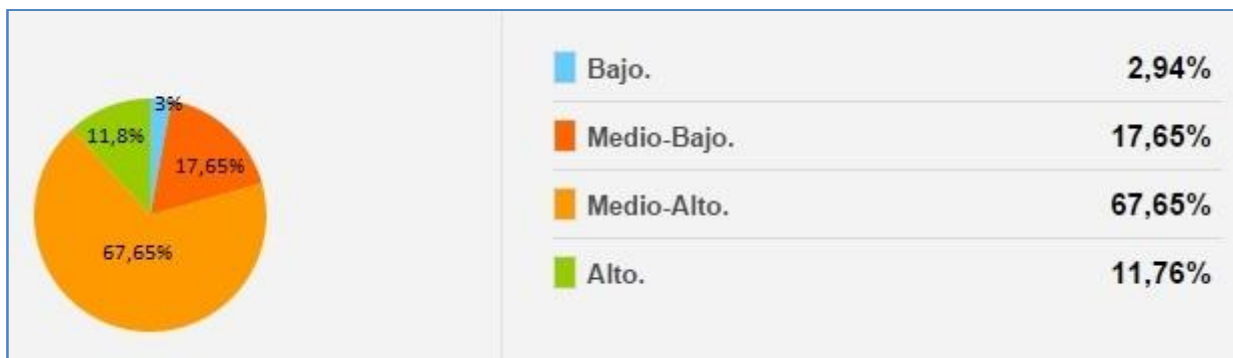 3%
11,8%
17,65%
67,65%
Bajo. 2,94%
Medio-Bajo. 17,65%
Medio-Alto. 67,65%
Alto. 11,76%